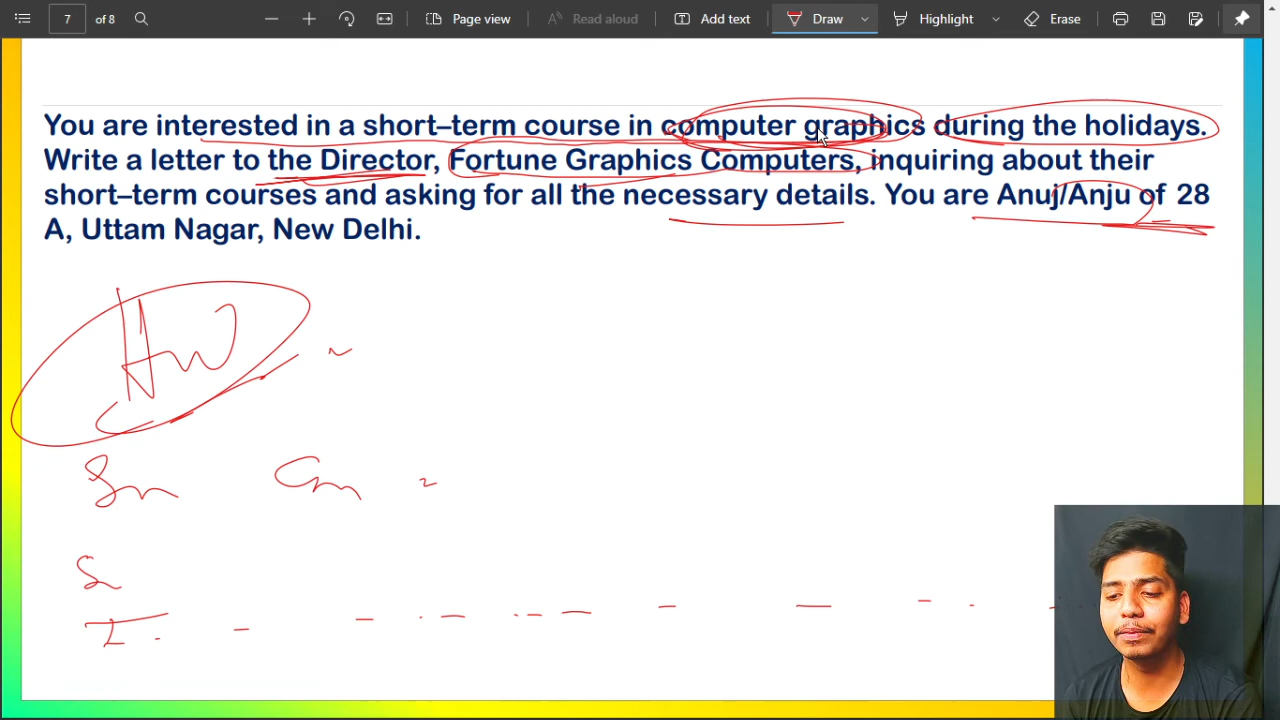 7 of 8 Page view Read aloud Add text Draw Highlight Erase
You are interested in a short–term course in computer graphics during the holidays.
Write a letter to the Director, Fortune Graphics Computers, inquiring about their
short–term courses and asking for all the necessary details. You are Anuj/Anju of 28
A, Uttam Nagar, New Delhi.
HW